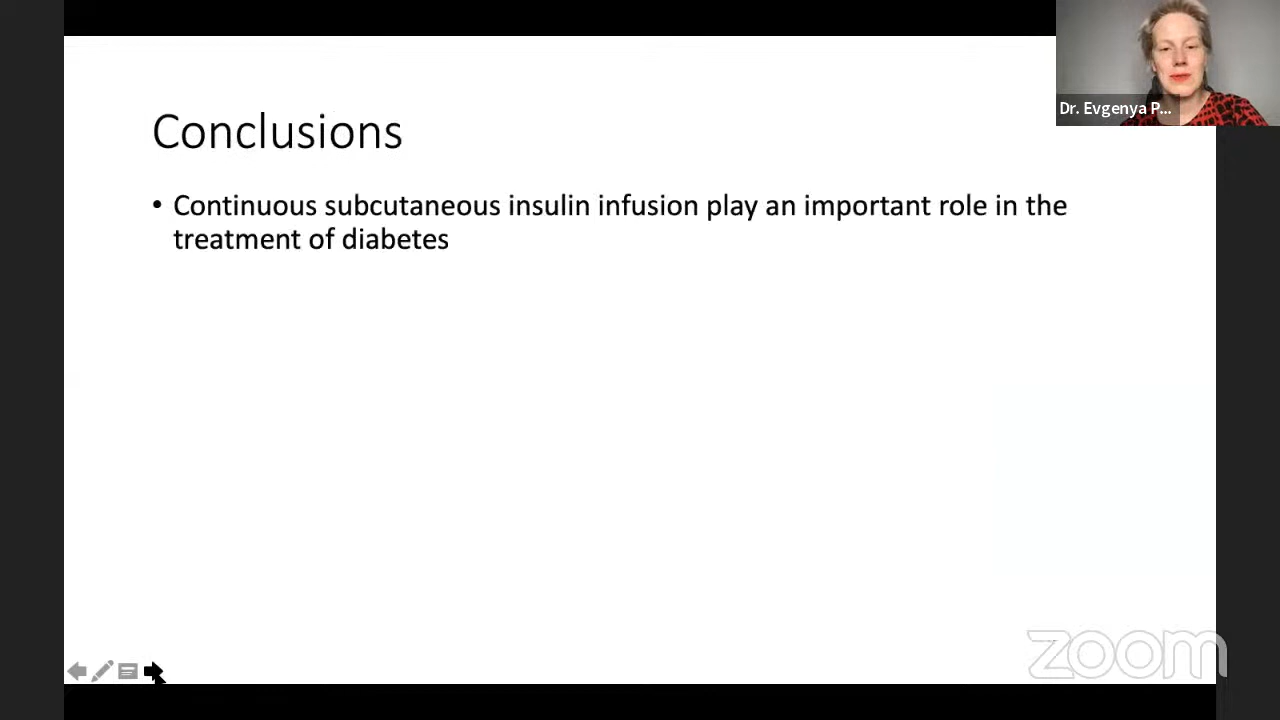 Conclusions
• Continuous subcutaneous insulin infusion play an important role in the
treatment of diabetes
Dr. Evgenya P...
zoom